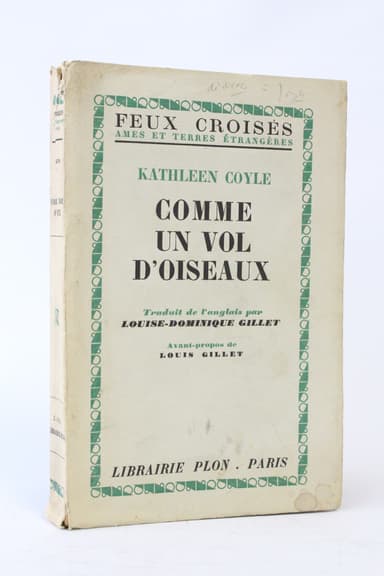 FEUX CROISÉS
AMES ET TERRES ÉTRANGÈRES
KATHLEEN COYLE
COMME
UN VOL
D'OISEAUX
Traduit de l'anglais par
LOUISE-DOMINIQUE GILLET
Avant-propos de
LOUIS GILLET
LIBRAIRIE PLON . PARIS